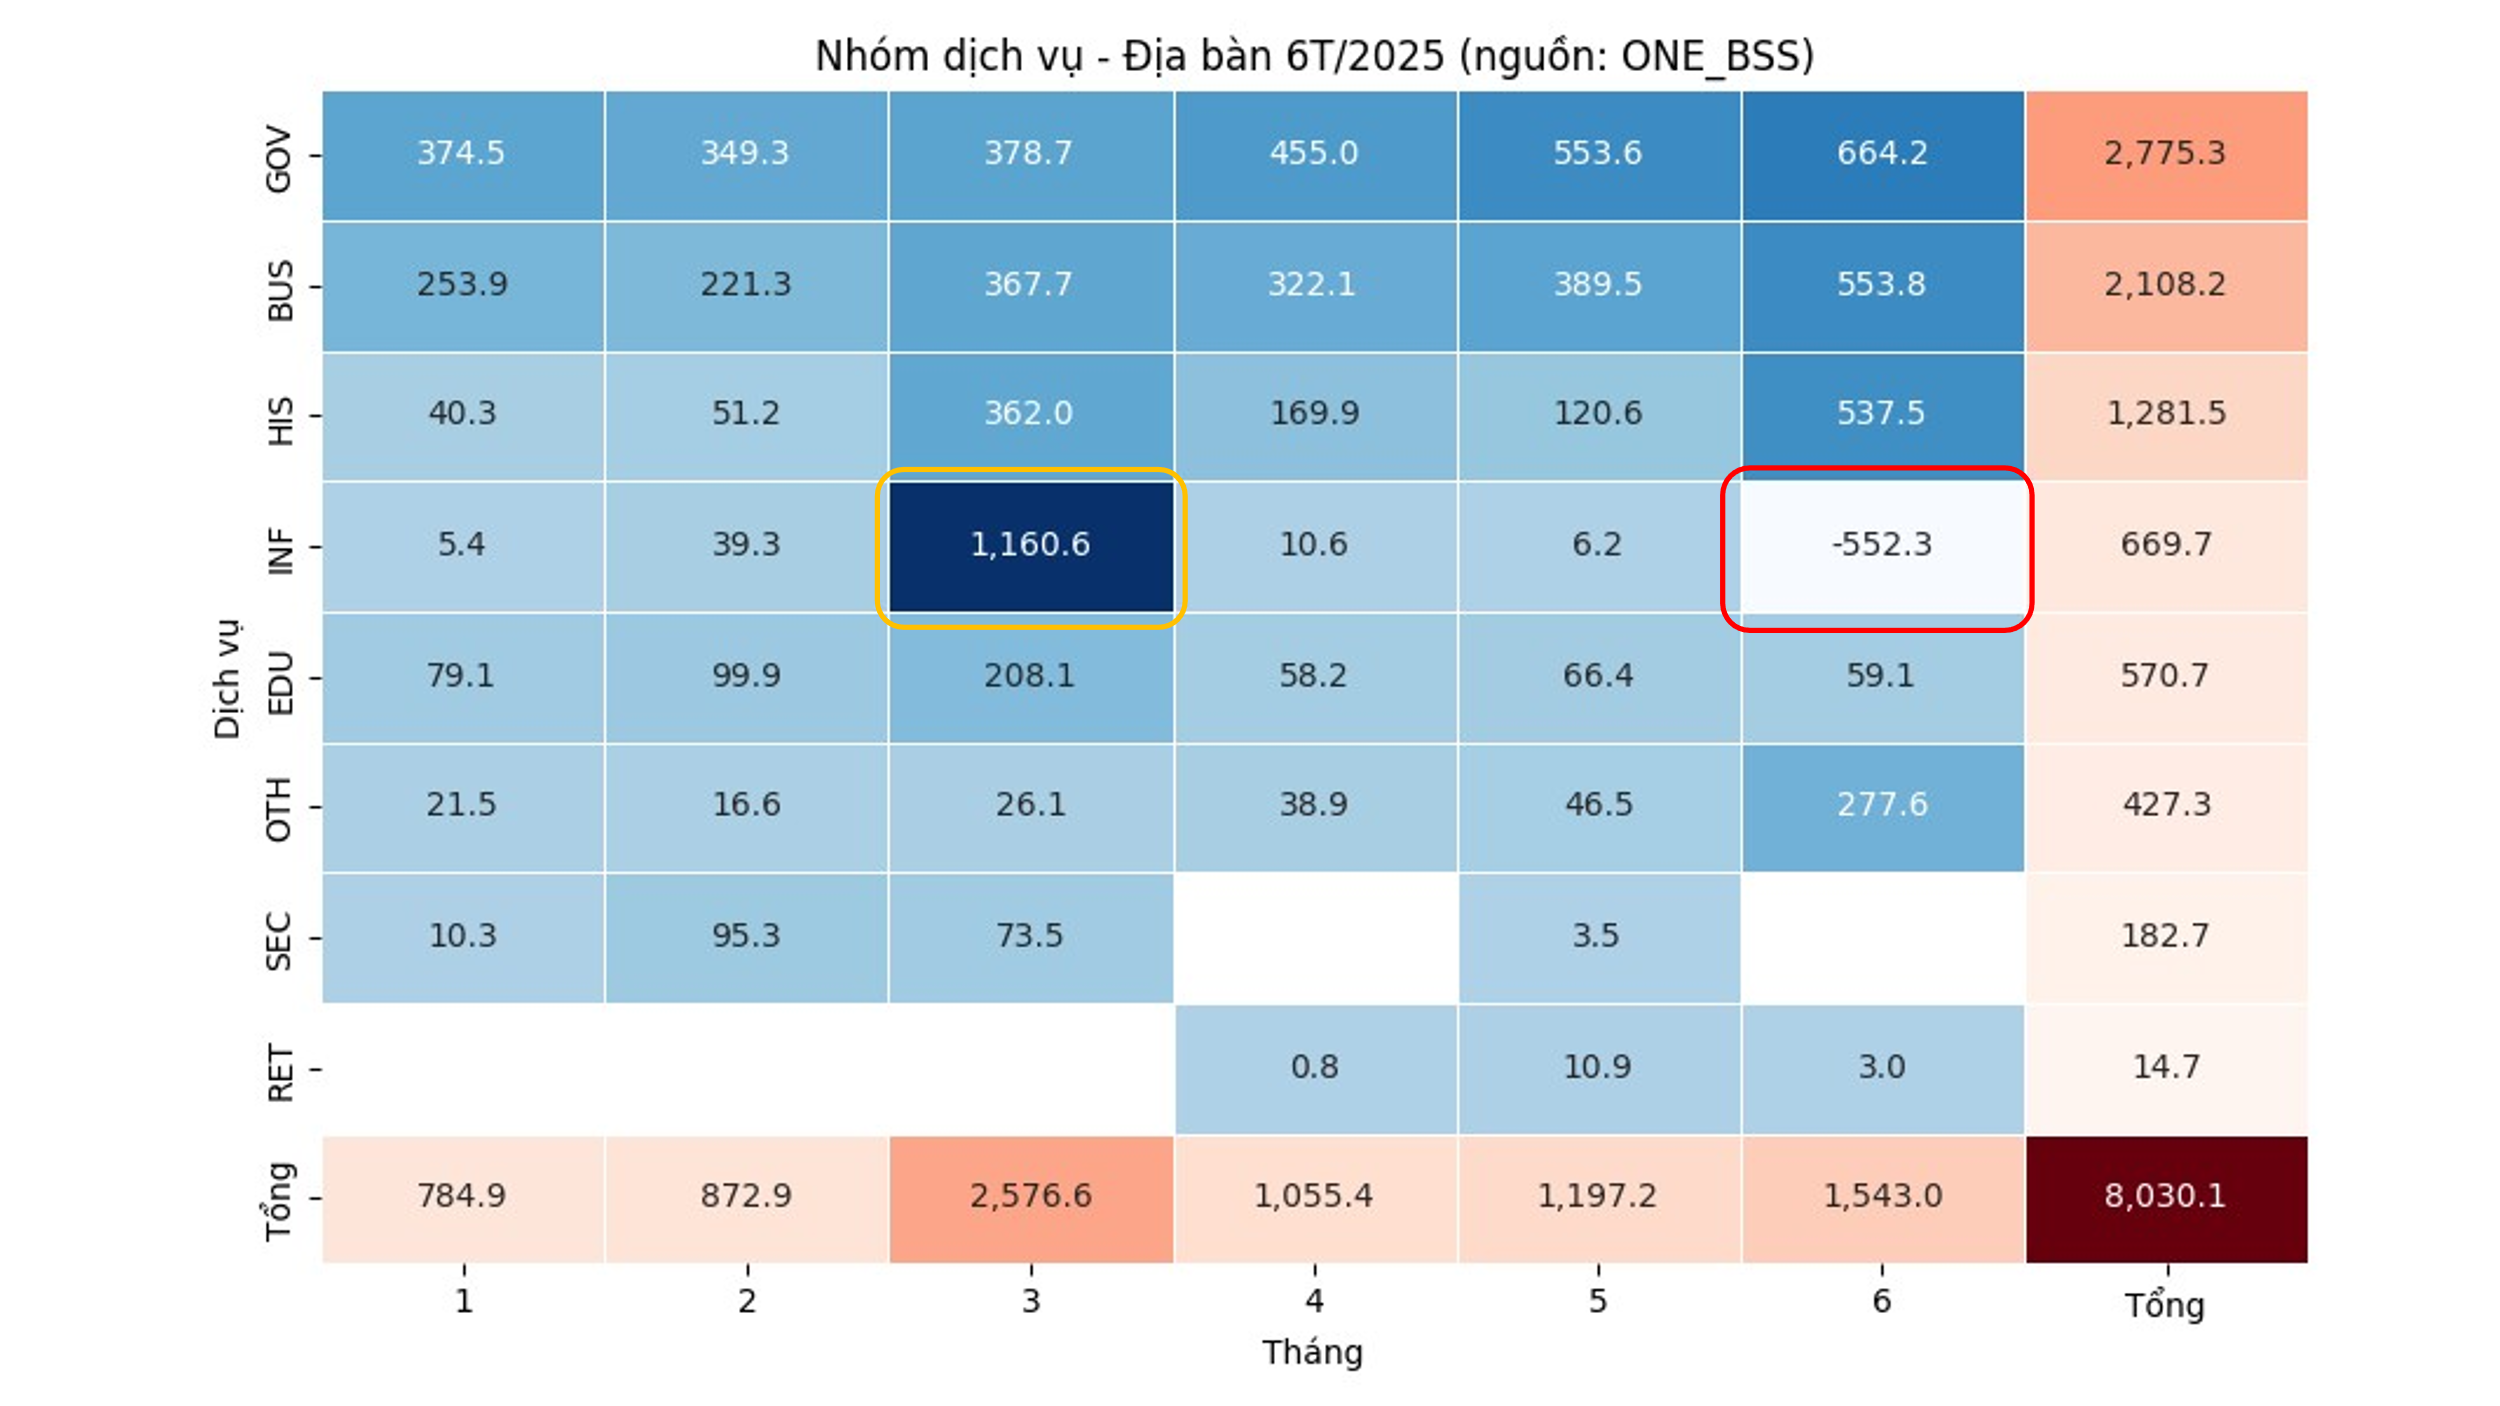 Nhóm dịch vụ - Địa bàn 6T/2025 (nguồn: ONE_BSS)
GOV 374.5 349.3 378.7 455.0 553.6 664.2 2,775.3
BUS 253.9 221.3 367.7 322.1 389.5 553.8 2,108.2
HIS 40.3 51.2 362.0 169.9 120.6 537.5 1,281.5
INF 5.4 39.3 1,160.6 10.6 6.2 -552.3 669.7
Dịch vụ
EDU 79.1 99.9 208.1 58.2 66.4 59.1 570.7
OTH 21.5 16.6 26.1 38.9 46.5 277.6 427.3
SEC 10.3 95.3 73.5 3.5 182.7
RET 0.8 10.9 3.0 14.7
Tổng 784.9 872.9 2,576.6 1,055.4 1,197.2 1,543.0 8,030.1
1 2 3 4 5 6 Tổng
Tháng